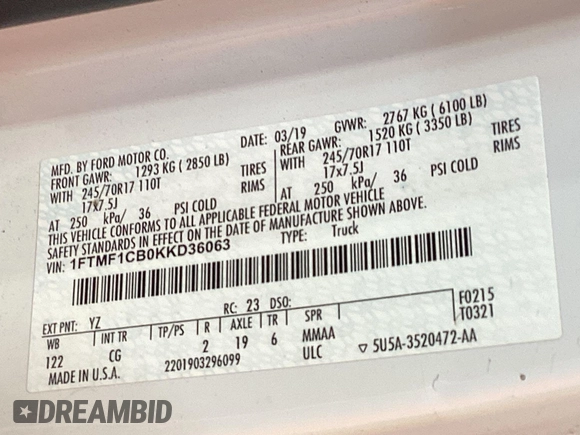 MFD. BY FORD MOTOR CO.
DATE: 03/19 GVWR: 2767 KG ( 6100 LB)
FRONT GAWR: 1293 KG ( 2850 LB) REAR GAWR: 1520 KG ( 3350 LB)
WITH 245/70R17 110T TIRES WITH 245/70R17 110T TIRES
17x7.5J RIMS 17x7.5J RIMS
AT 250 kPa/ 36 PSI COLD AT 250 kPa/ 36 PSI COLD
THIS VEHICLE CONFORMS TO ALL APPLICABLE FEDERAL MOTOR VEHICLE
SAFETY STANDARDS IN EFFECT ON THE DATE OF MANUFACTURE SHOWN ABOVE.
VIN: 1FTMF1CB0KKD36063 TYPE: Truck
EXT PNT: YZ RC: 23 DSO: F0215
WB INT TR TP/PS R AXLE TR SPR T0321
122 CG 2 19 6 MMAA
MADE IN U.S.A. 2201903296099 ULC ▽ 5U5A-3520472-AA
DREAMBID